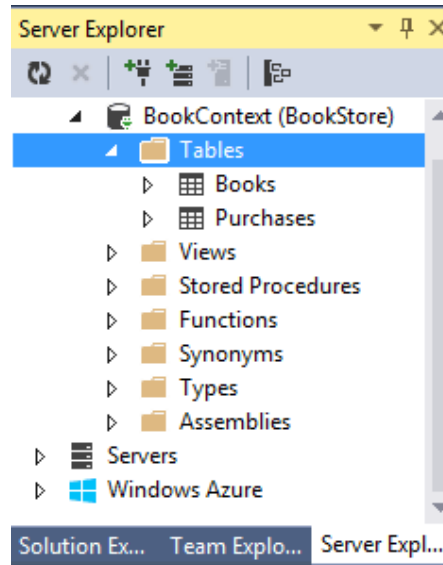 Server Explorer
BookContext (BookStore)
Tables
Books
Purchases
Views
Stored Procedures
Functions
Synonyms
Types
Assemblies
Servers
Windows Azure
Solution Ex... Team Explo... Server Expl...